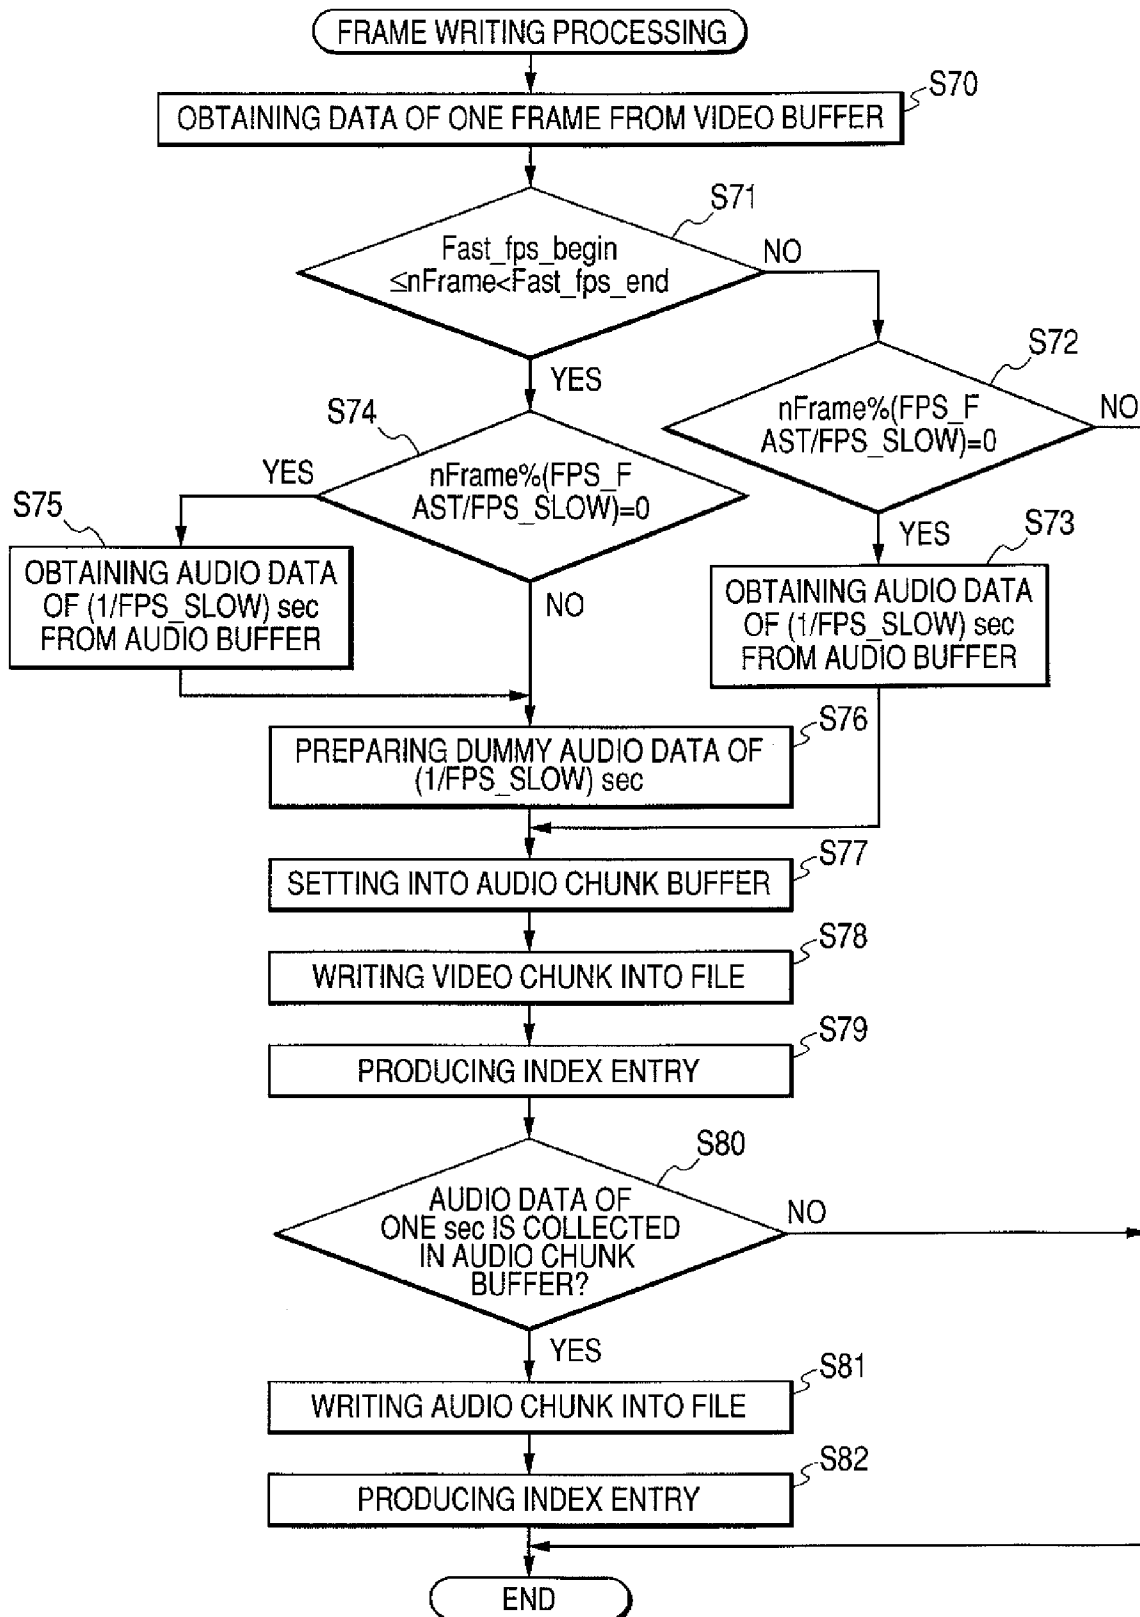 FRAME WRITING PROCESSING
S70
OBTAINING DATA OF ONE FRAME FROM VIDEO BUFFER
S71
Fast_fps_begin
≤nFrame<Fast_fps_end
NO
YES
S72
nFrame%(FPS_F
AST/FPS_SLOW)=0
NO
YES
S74
nFrame%(FPS_F
AST/FPS_SLOW)=0
YES
NO
S75
OBTAINING AUDIO DATA
OF (1/FPS_SLOW) sec
FROM AUDIO BUFFER
S73
OBTAINING AUDIO DATA
OF (1/FPS_SLOW) sec
FROM AUDIO BUFFER
S76
PREPARING DUMMY AUDIO DATA OF
(1/FPS_SLOW) sec
S77
SETTING INTO AUDIO CHUNK BUFFER
S78
WRITING VIDEO CHUNK INTO FILE
S79
PRODUCING INDEX ENTRY
S80
AUDIO DATA OF
ONE sec IS COLLECTED
IN AUDIO CHUNK
BUFFER?
NO
YES
S81
WRITING AUDIO CHUNK INTO FILE
S82
PRODUCING INDEX ENTRY
END